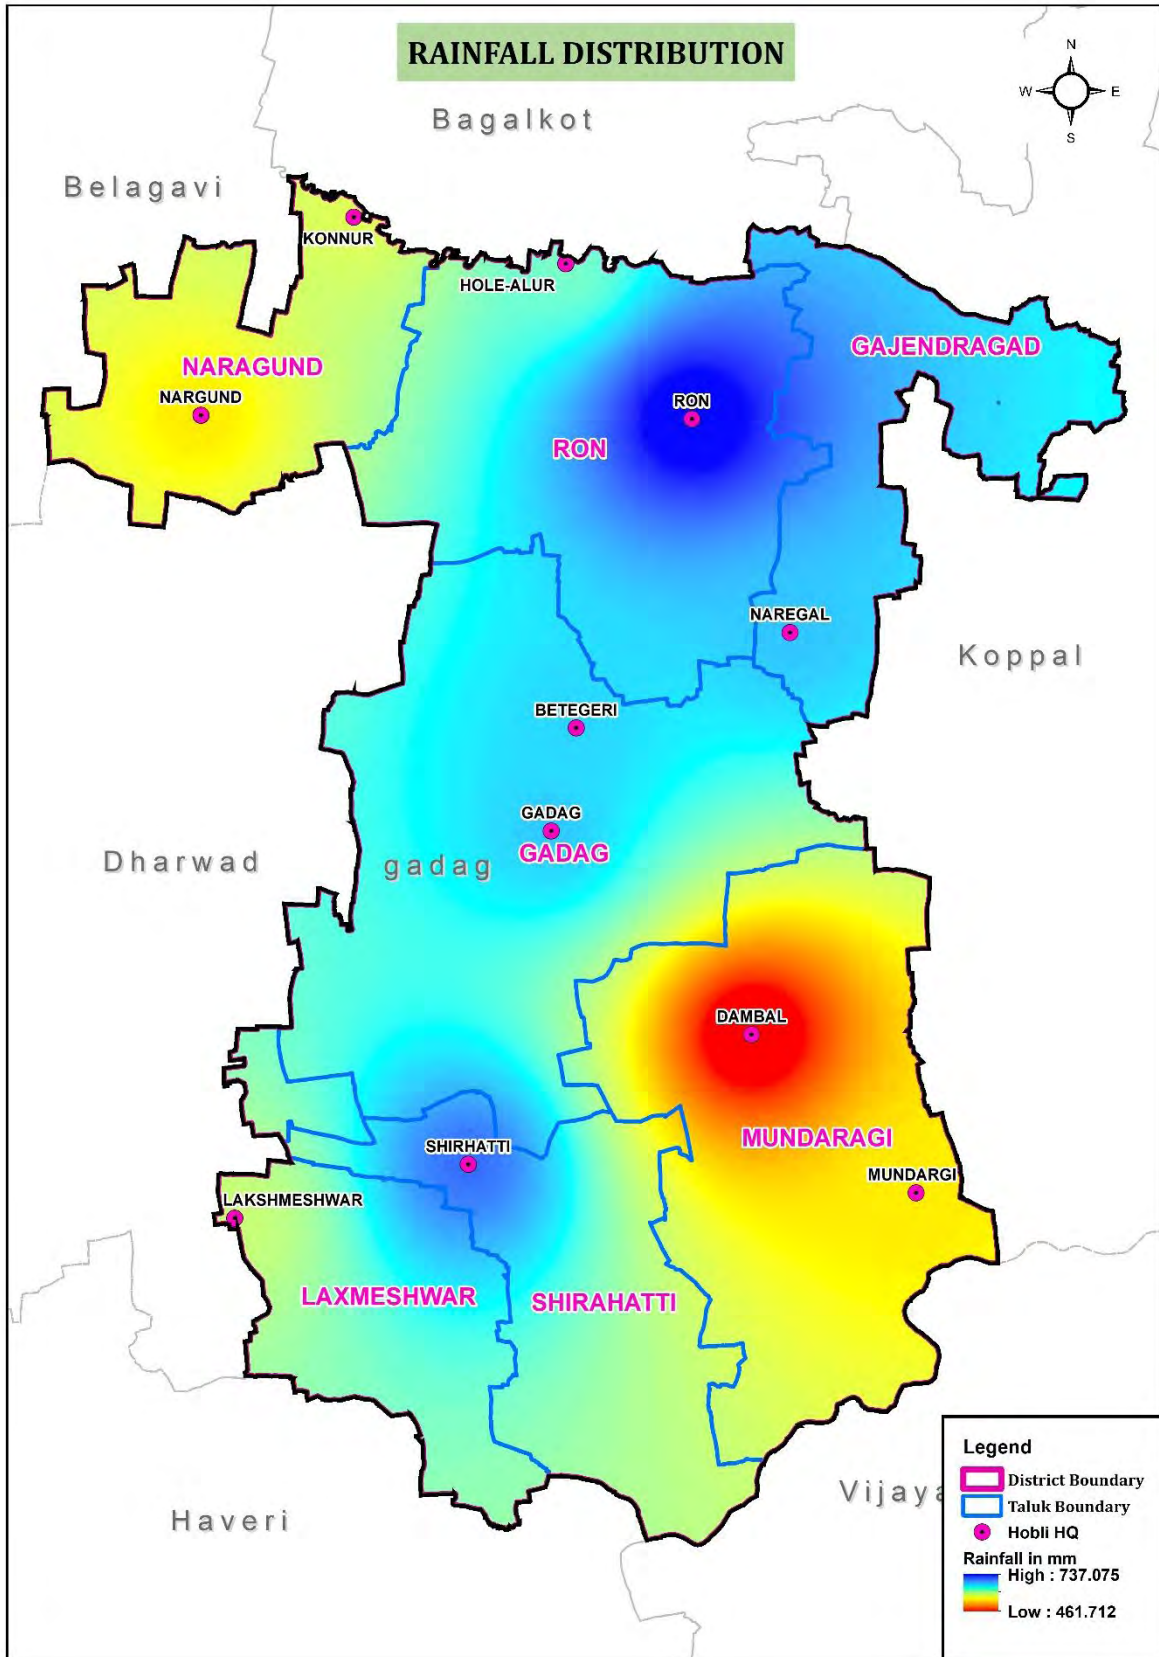 RAINFALL DISTRIBUTION
N
W E
S
Bagalkot
Belagavi
KONNUR
HOLE-ALUR
GAJENDRAGAD
NARAGUND
NARGUND
RON
RON
NAREGAL
Koppal
BETEGERI
GADAG
GADAG
Dharwad
gadag
DAMBAL
MUNDARAGI
SHIRHATTI
MUNDARGI
LAKSHMESHWAR
LAXMESHWAR
SHIRAHATTI
Vijaya
Haveri
Legend
District Boundary
Taluk Boundary
Hobli HQ
Rainfall in mm
High : 737.075
Low : 461.712